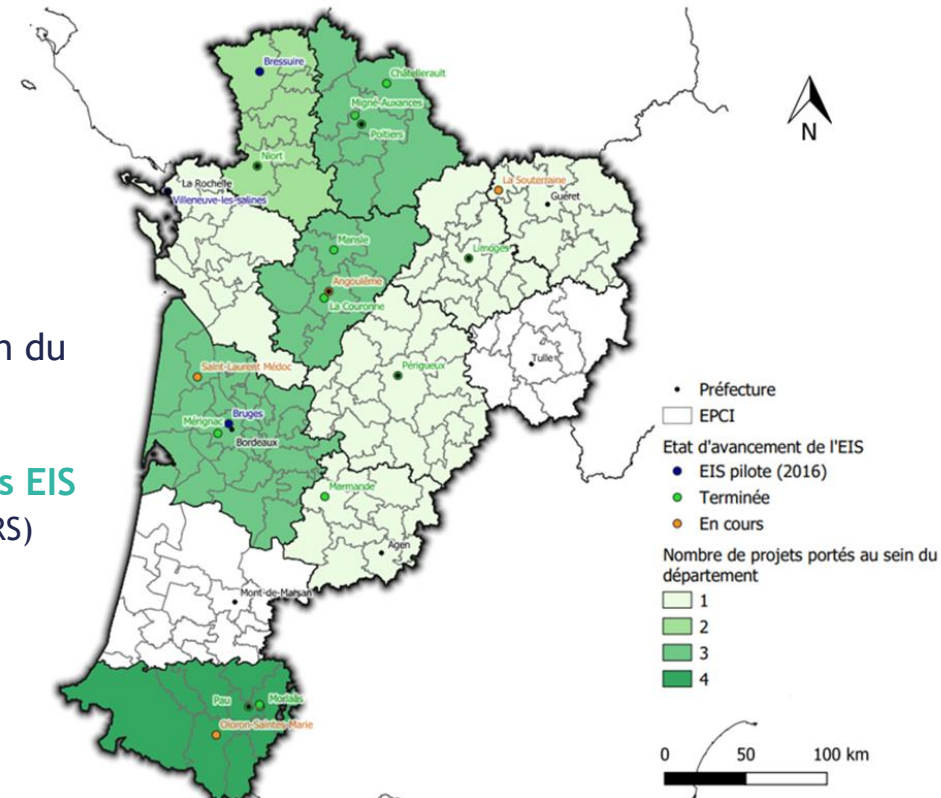 n du
s EIS
RS)
Bressuire
Châtellerault
Migné-Auxances
Poitiers
Niort
La Rochelle
Villeneuve-les-salines
La Souterraine
Guéret
Mansle
Limoges
Angoulême
La Couronne
Saint-Laurent Médoc
Périgueux
Tulle
Bruges
Mérignac
Bordeaux
Marmande
Agen
Mont-de-Marsan
Pau
Morlaàs
Oloron-Saintes-Marie
N
Préfecture
EPCI
Etat d'avancement de l'EIS
EIS pilote (2016)
Terminée
En cours
Nombre de projets portés au sein du
département
1
2
3
4
0 50 100 km